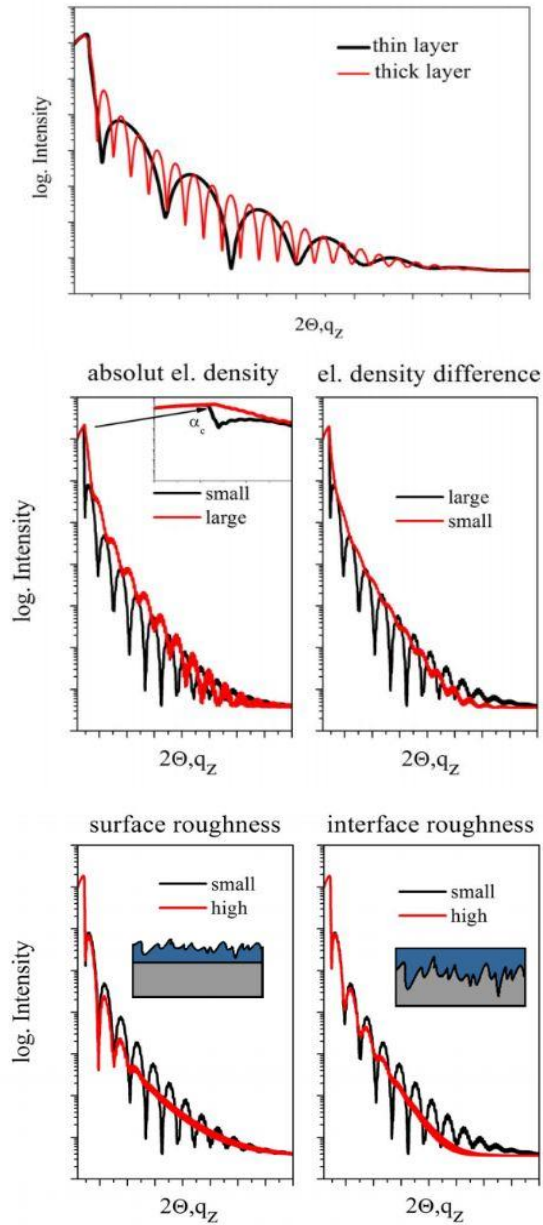 thin layer
thick layer
log. Intensity
2Θ,q_z
absolut el. density
el. density difference
α_c
small
large
large
small
log. Intensity
2Θ,q_z
2Θ,q_z
surface roughness
interface roughness
small
high
small
high
log. Intensity
2Θ,q_z
2Θ,q_z